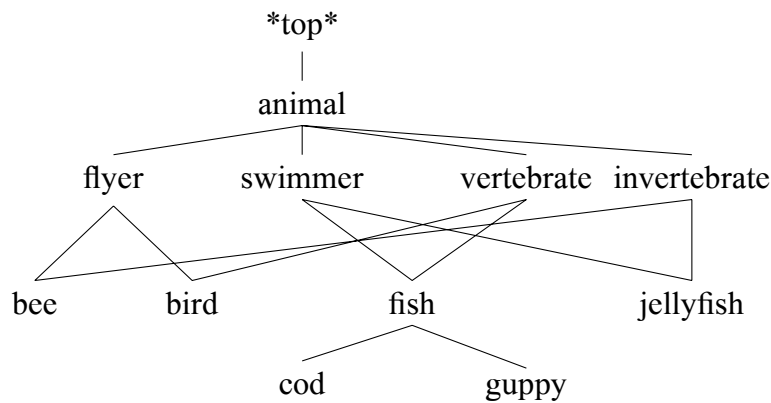 *top*
animal
flyer swimmer vertebrate invertebrate
bee bird fish jellyfish
cod guppy